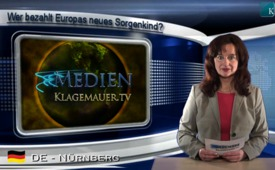 Wer bezahlt Europas neues Sorgenkind?
K
MEDIEN
KLAGEMAUER.TV
DE - NÜRNBERG